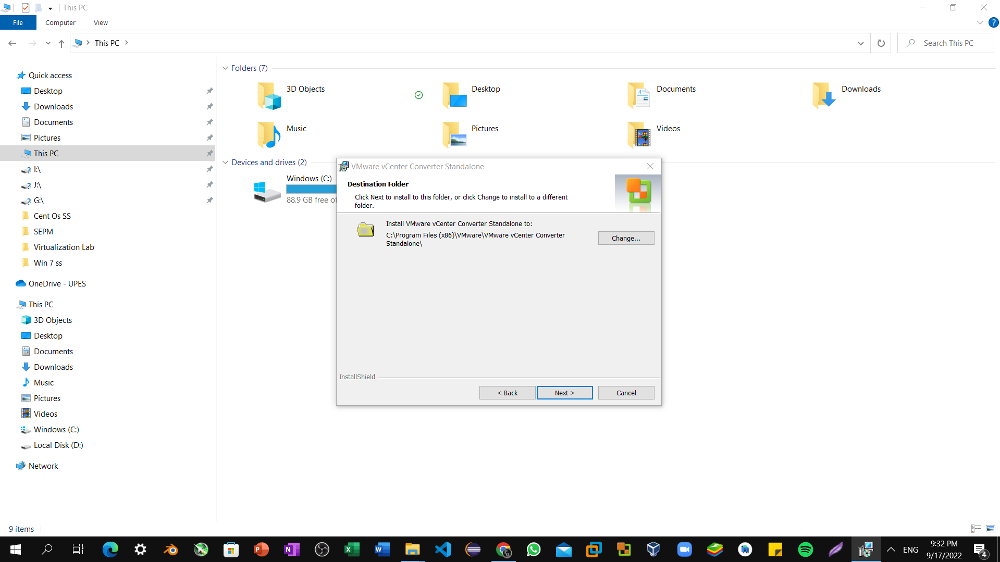 This PC
File
Computer
View
This PC
Search This PC
Quick access
Desktop
Downloads
Documents
Pictures
This PC
I:\
J:\
G:\
Cent Os SS
SEPM
Virtualization Lab
Win 7 ss
OneDrive - UPES
This PC
3D Objects
Desktop
Documents
Downloads
Music
Pictures
Videos
Windows (C:)
Local Disk (D:)
Network
Folders (7)
3D Objects
Desktop
Documents
Downloads
Music
Pictures
Videos
Devices and drives (2)
Windows (C:)
88.9 GB free of
VMware vCenter Converter Standalone
Destination Folder
Click Next to install to this folder, or click Change to install to a different
folder.
Install VMware vCenter Converter Standalone to:
C:\Program Files (x86)\VMware\VMware vCenter Converter
Standalone\
Change...
InstallShield
< Back
Next >
Cancel
9 items
ENG
9:32 PM
9/17/2022
4